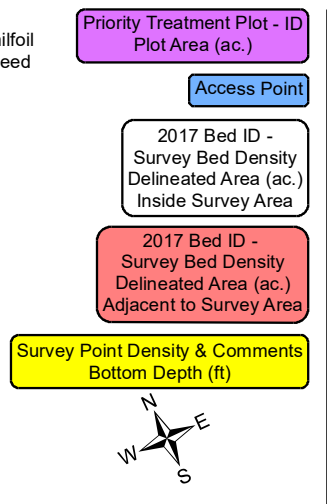 Priority Treatment Plot - ID
Plot Area (ac.)
Access Point
2017 Bed ID -
Survey Bed Density
Delineated Area (ac.)
Inside Survey Area
2017 Bed ID -
Survey Bed Density
Delineated Area (ac.)
Adjacent to Survey Area
Survey Point Density & Comments
Bottom Depth (ft)
N
E
W
S